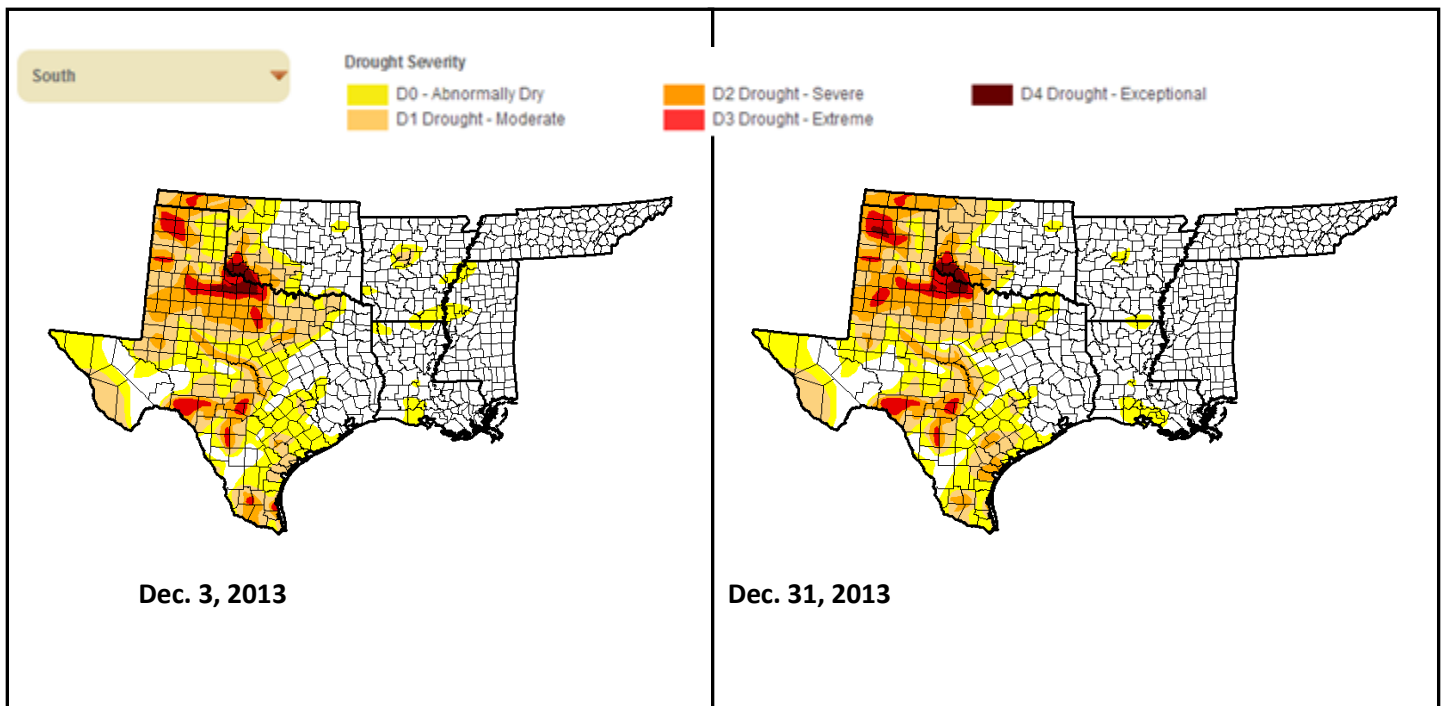 South
Drought Severity
D0 - Abnormally Dry
D2 Drought - Severe
D4 Drought - Exceptional
D1 Drought - Moderate
D3 Drought - Extreme
Dec. 3, 2013
Dec. 31, 2013